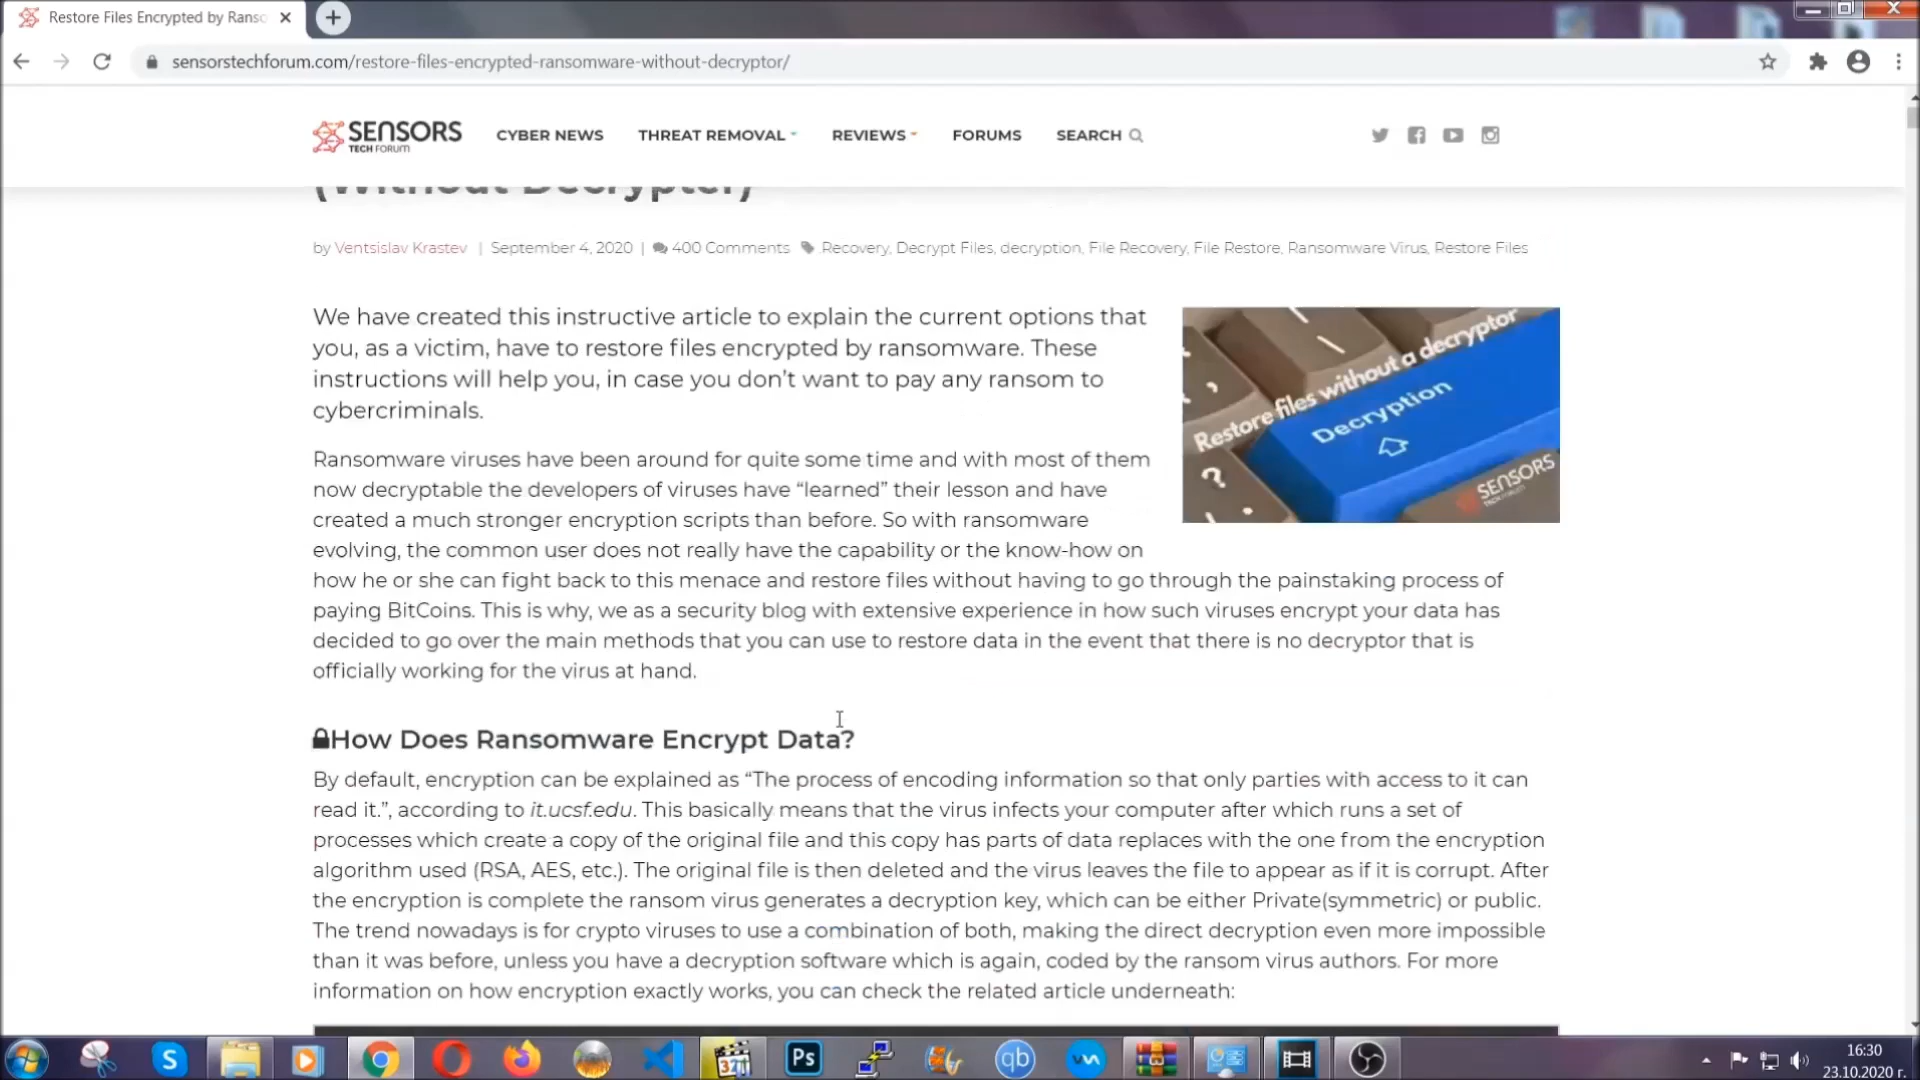 Restore Files Encrypted by Ranso
sensorstechforum.com/restore-files-encrypted-ransomware-without-decryptor/
SENSORS
TECH FORUM
CYBER NEWS THREAT REMOVAL REVIEWS FORUMS SEARCH
(Without Decrypter)
by Ventsislav Krastev | September 4, 2020 | 400 Comments Recovery, Decrypt Files, decryption, File Recovery, File Restore, Ransomware Virus, Restore Files
We have created this instructive article to explain the current options that
you, as a victim, have to restore files encrypted by ransomware. These
instructions will help you, in case you don’t want to pay any ransom to
cybercriminals.
Restore files without a decryptor
Decryption
SENSORS
Ransomware viruses have been around for quite some time and with most of them
now decryptable the developers of viruses have “learned” their lesson and have
created a much stronger encryption scripts than before. So with ransomware
evolving, the common user does not really have the capability or the know-how on
how he or she can fight back to this menace and restore files without having to go through the painstaking process of
paying BitCoins. This is why, we as a security blog with extensive experience in how such viruses encrypt your data has
decided to go over the main methods that you can use to restore data in the event that there is no decryptor that is
officially working for the virus at hand.
How Does Ransomware Encrypt Data?
By default, encryption can be explained as “The process of encoding information so that only parties with access to it can
read it.”, according to it.ucsf.edu. This basically means that the virus infects your computer after which runs a set of
processes which create a copy of the original file and this copy has parts of data replaces with the one from the encryption
algorithm used (RSA, AES, etc.). The original file is then deleted and the virus leaves the file to appear as if it is corrupt. After
the encryption is complete the ransom virus generates a decryption key, which can be either Private(symmetric) or public.
The trend nowadays is for crypto viruses to use a combination of both, making the direct decryption even more impossible
than it was before, unless you have a decryption software which is again, coded by the ransom virus authors. For more
information on how encryption exactly works, you can check the related article underneath:
S
321
Ps
qb
16:30
23.10.2020 г.